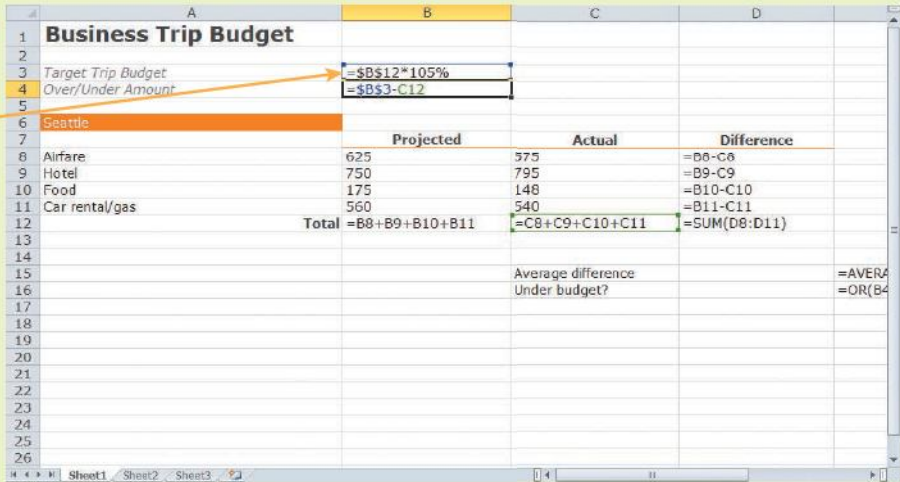 A B C D
1 Business Trip Budget
2
3 Target Trip Budget =$B$12*105%
4 Over/Under Amount =$B$3-C12
5
6 Seattle
7 Projected Actual Difference
8 Airfare 625 575 =B8-C8
9 Hotel 750 795 =B9-C9
10 Food 175 148 =B10-C10
11 Car rental/gas 560 540 =B11-C11
12 Total =B8+B9+B10+B11 =C8+C9+C10+C11 =SUM(D8:D11)
13
14
15 Average difference =AVERA
16 Under budget? =OR(B4
17
18
19
20
21
22
23
24
25
26
Sheet1 Sheet2 Sheet3